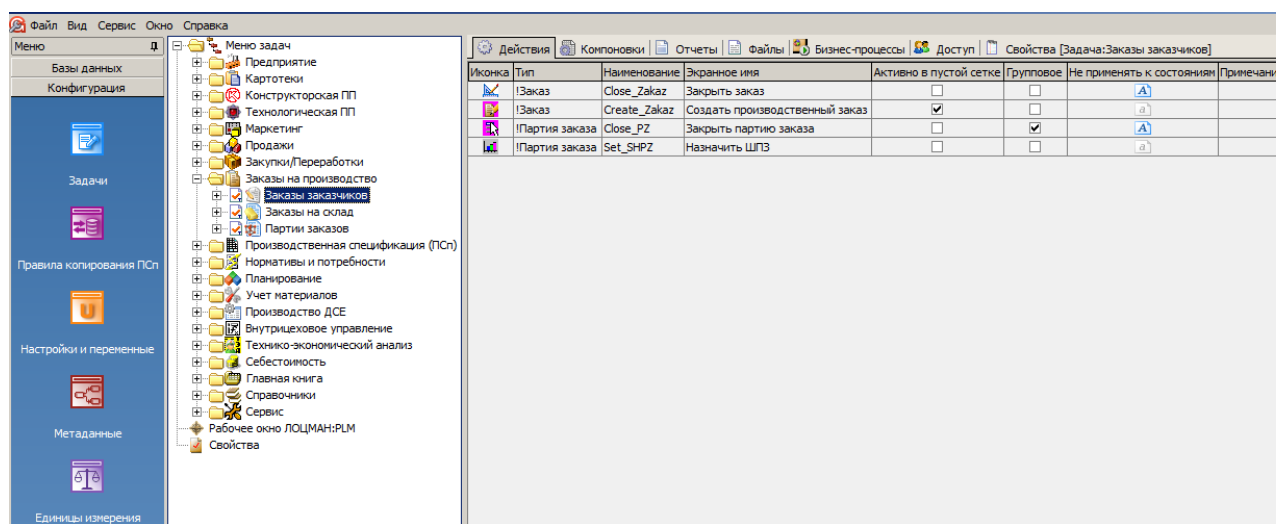 Файл Вид Сервис Окно Справка
Меню
Базы данных
Конфигурация
Задачи
Правила копирования ПСп
Настройки и переменные
Метаданные
Единицы измерения
Меню задач
Предприятие
Картотеки
Конструкторская ПП
Технологическая ПП
Маркетинг
Продажи
Закупки/Переработки
Заказы на производство
Заказы заказчиков
Заказы на склад
Партии заказов
Производственная спецификация (ПСп)
Нормативы и потребности
Планирование
Учет материалов
Производство ДСЕ
Внутрицеховое управление
Технико-экономический анализ
Себестоимость
Главная книга
Справочники
Сервис
Рабочее окно ЛОЦМАН:PLM
Свойства
Действия Компоновки Отчеты Файлы Бизнес-процессы Доступ Свойства [Задача:Заказы заказчиков]
Иконка Тип Наименование Экранное имя Активно в пустой сетке Групповое Не применять к состояниям Примечани
!Заказ Close_Zakaz Закрыть заказ A
!Заказ Create_Zakaz Создать производственный заказ a
!Партия заказа Close_PZ Закрыть партию заказа A
!Партия заказа Set_SHPZ Назначить ШПЗ a